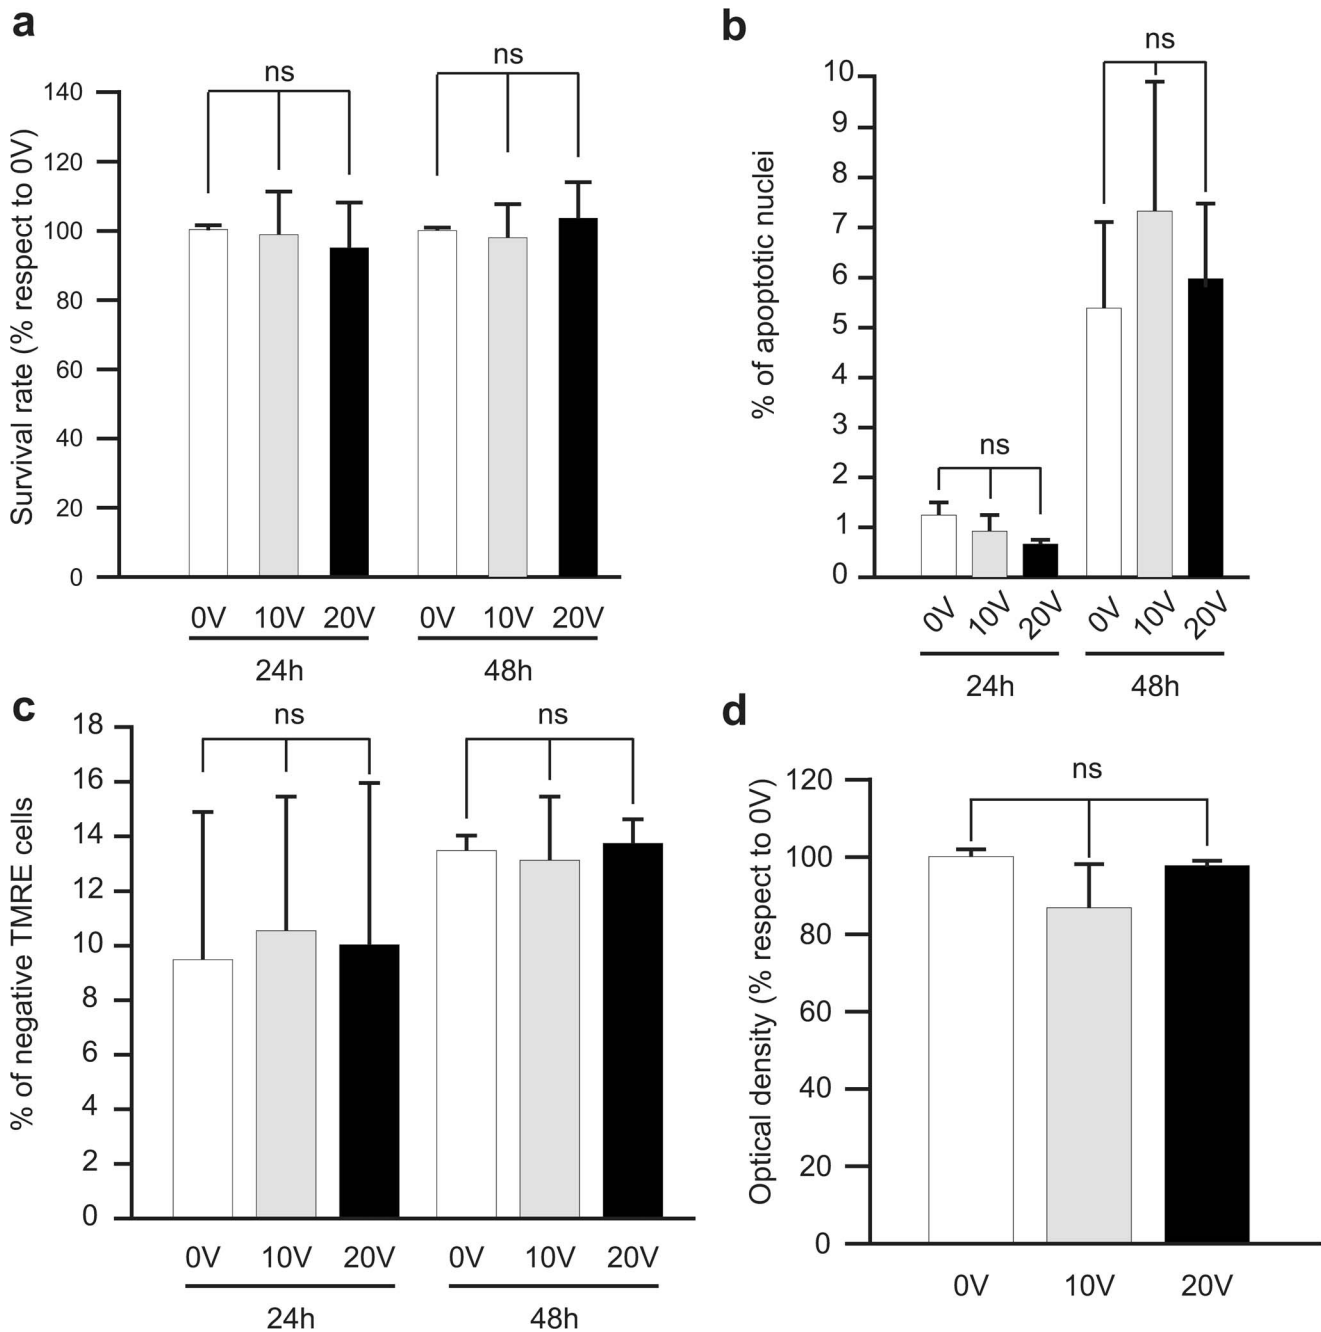 a
ns
ns
Survival rate (% respect to 0V)
140
120
100
80
60
40
20
0
0V 10V 20V 0V 10V 20V
24h 48h
b
ns
ns
% of apoptotic nuclei
10
9
8
7
6
5
4
3
2
1
0
0V 10V 20V 0V 10V 20V
24h 48h
c
ns ns
% of negative TMRE cells
18
16
14
12
10
8
6
4
2
0
0V 10V 20V 0V 10V 20V
24h 48h
d
ns
Optical density (% respect to 0V)
120
100
80
60
40
20
0
0V 10V 20V